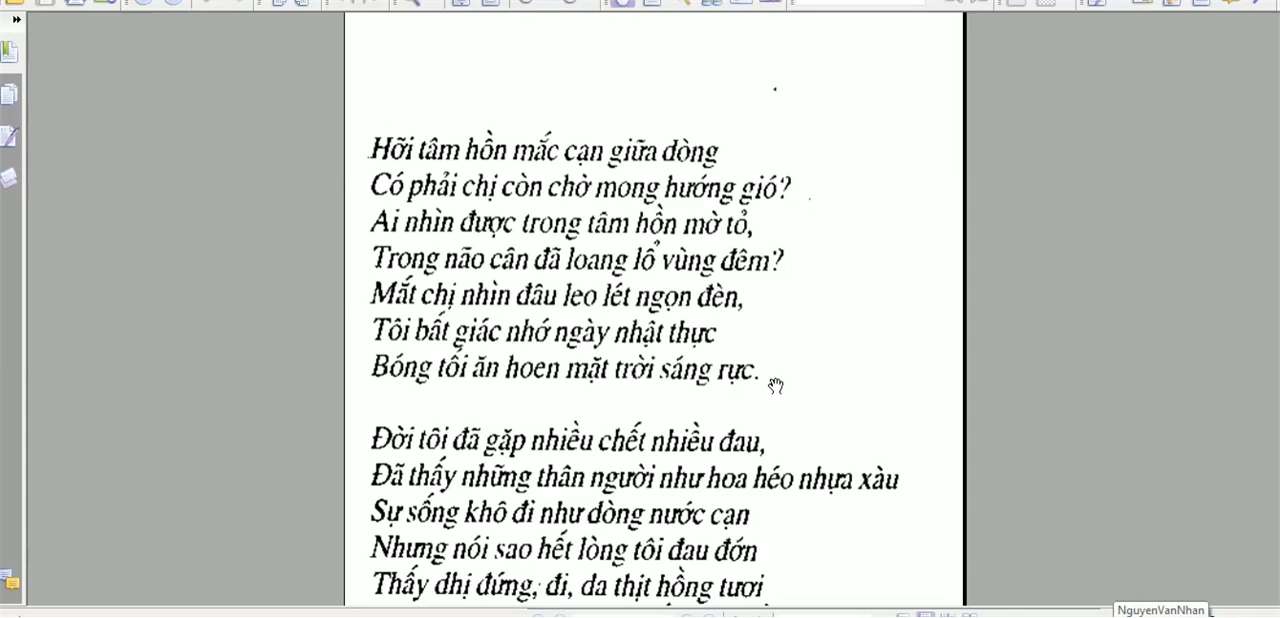 Hỡi tâm hồn mắc cạn giữa dòng
Có phải chị còn chờ mong hướng gió?
Ai nhìn được trong tâm hồn mờ tỏ,
Trong não cân đã loang lổ vùng đêm?
Mắt chị nhìn đâu leo lét ngọn đèn,
Tôi bất giác nhớ ngày nhật thực
Bóng tối ăn hoen mặt trời sáng rực.
Đời tôi đã gặp nhiều chết nhiều đau,
Đã thấy những thân người như hoa héo nhựa xàu
Sự sống khô đi như dòng nước cạn
Nhưng nói sao hết lòng tôi đau đớn
Thấy dhị đứng, đi, da thịt hồng tươi
NguyenVanNhan